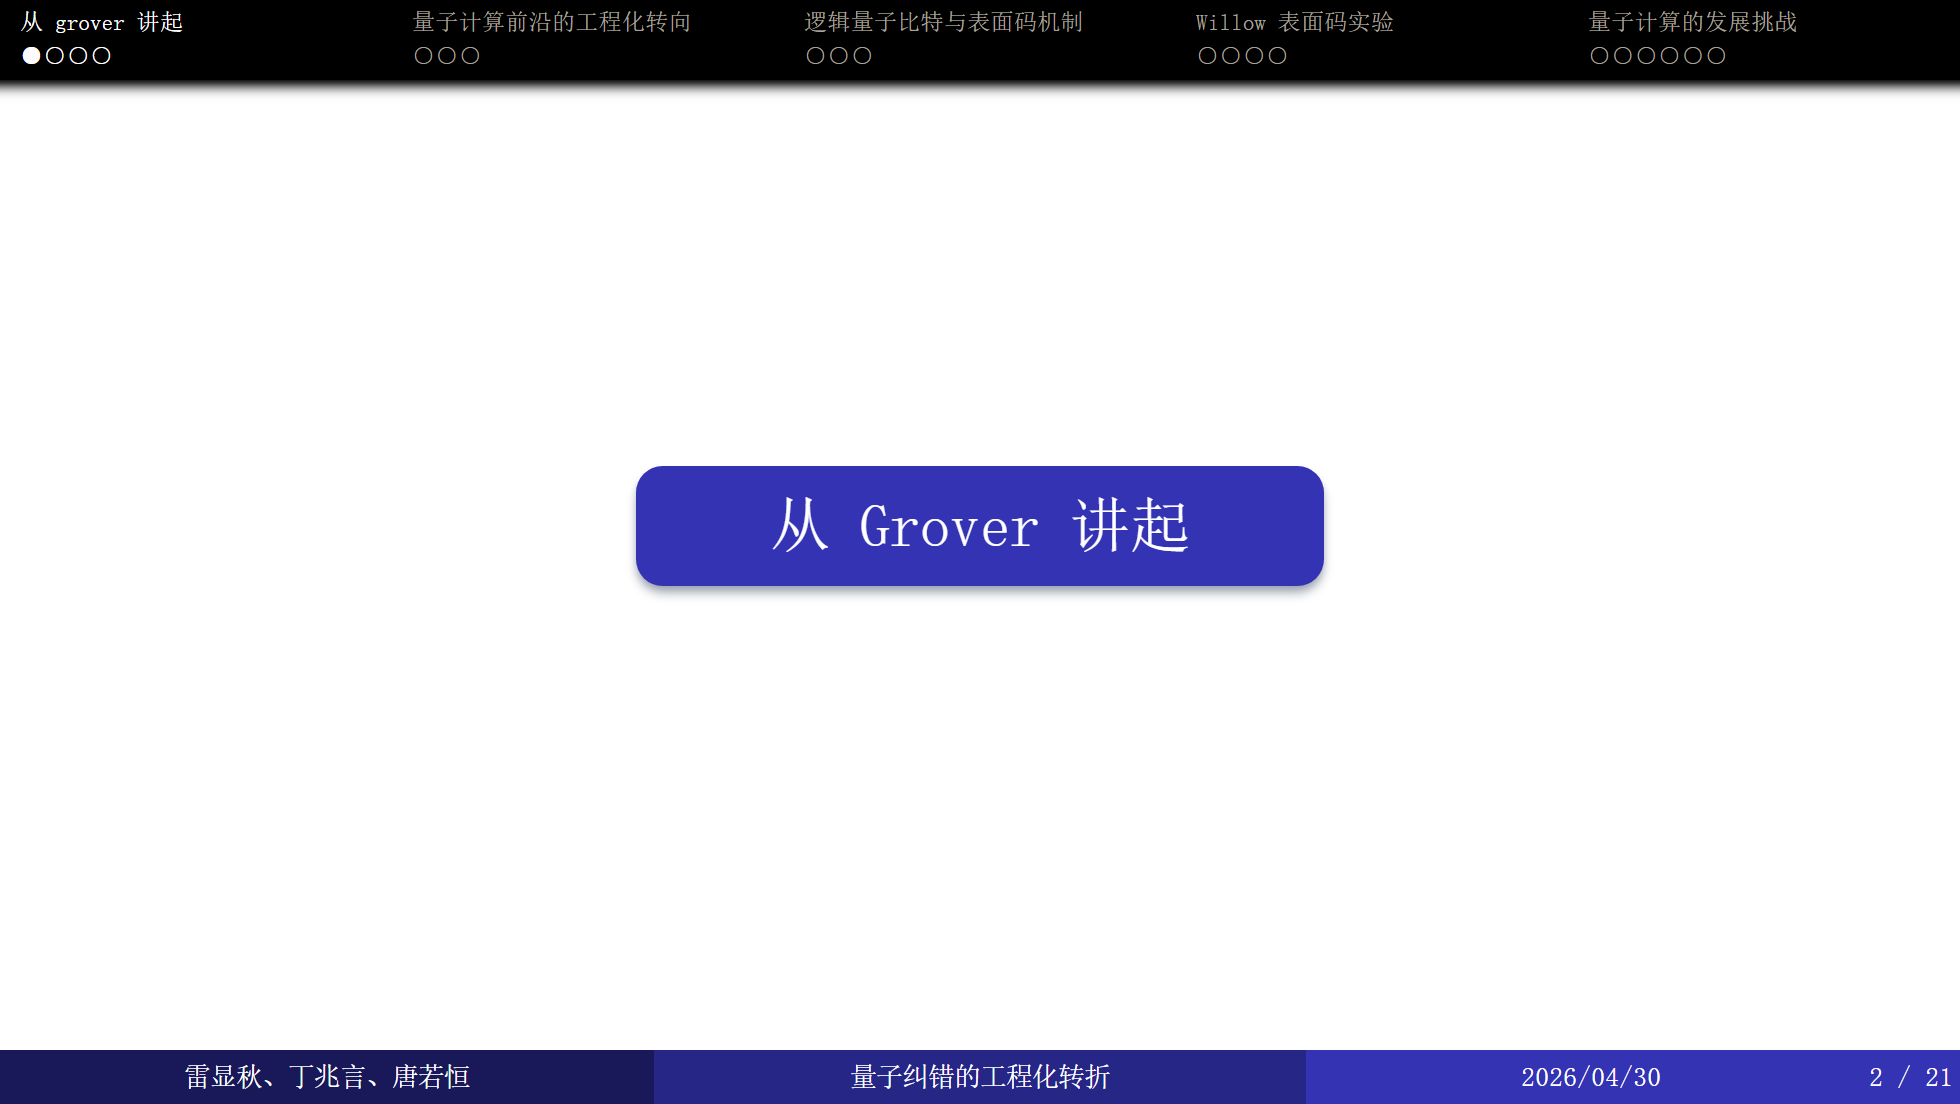 从 grover 讲起
量子计算前沿的工程化转向
逻辑量子比特与表面码机制
Willow 表面码实验
量子计算的发展挑战
从 Grover 讲起
雷显秋、丁兆言、唐若恒
量子纠错的工程化转折
2026/04/30
2 / 21